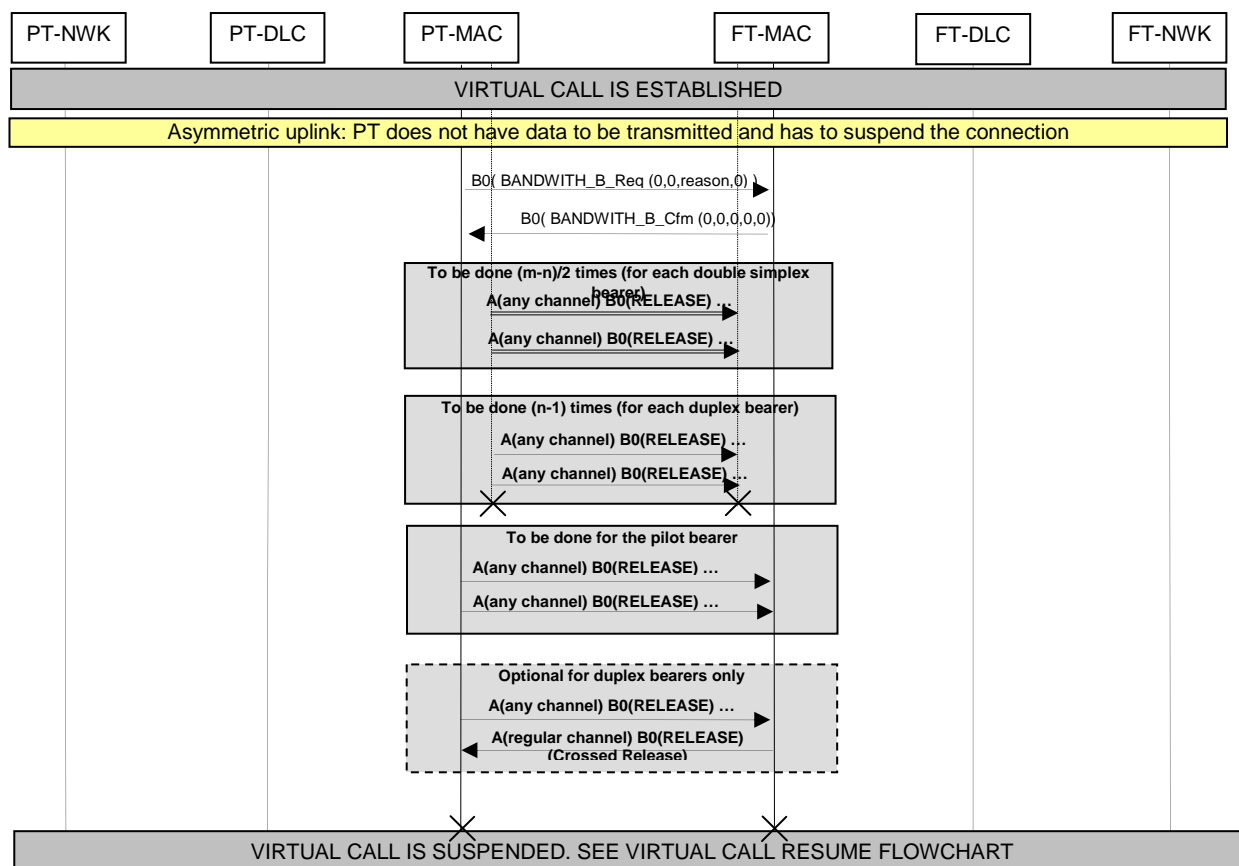 PT-NWK
PT-DLC
PT-MAC
FT-MAC
FT-DLC
FT-NWK
VIRTUAL CALL IS ESTABLISHED
Asymmetric uplink: PT does not have data to be transmitted and has to suspend the connection
B0( BANDWITH_B_Req (0,0,reason,0) )
B0( BANDWITH_B_Cfm (0,0,0,0,0))
To be done (m-n)/2 times (for each double simplex
bearer)
A(any channel) B0(RELEASE) …
A(any channel) B0(RELEASE) …
To be done (n-1) times (for each duplex bearer)
A(any channel) B0(RELEASE) …
A(any channel) B0(RELEASE) …
To be done for the pilot bearer
A(any channel) B0(RELEASE) …
A(any channel) B0(RELEASE) …
Optional for duplex bearers only
A(any channel) B0(RELEASE) …
A(regular channel) B0(RELEASE)
(Crossed Release)
VIRTUAL CALL IS SUSPENDED. SEE VIRTUAL CALL RESUME FLOWCHART